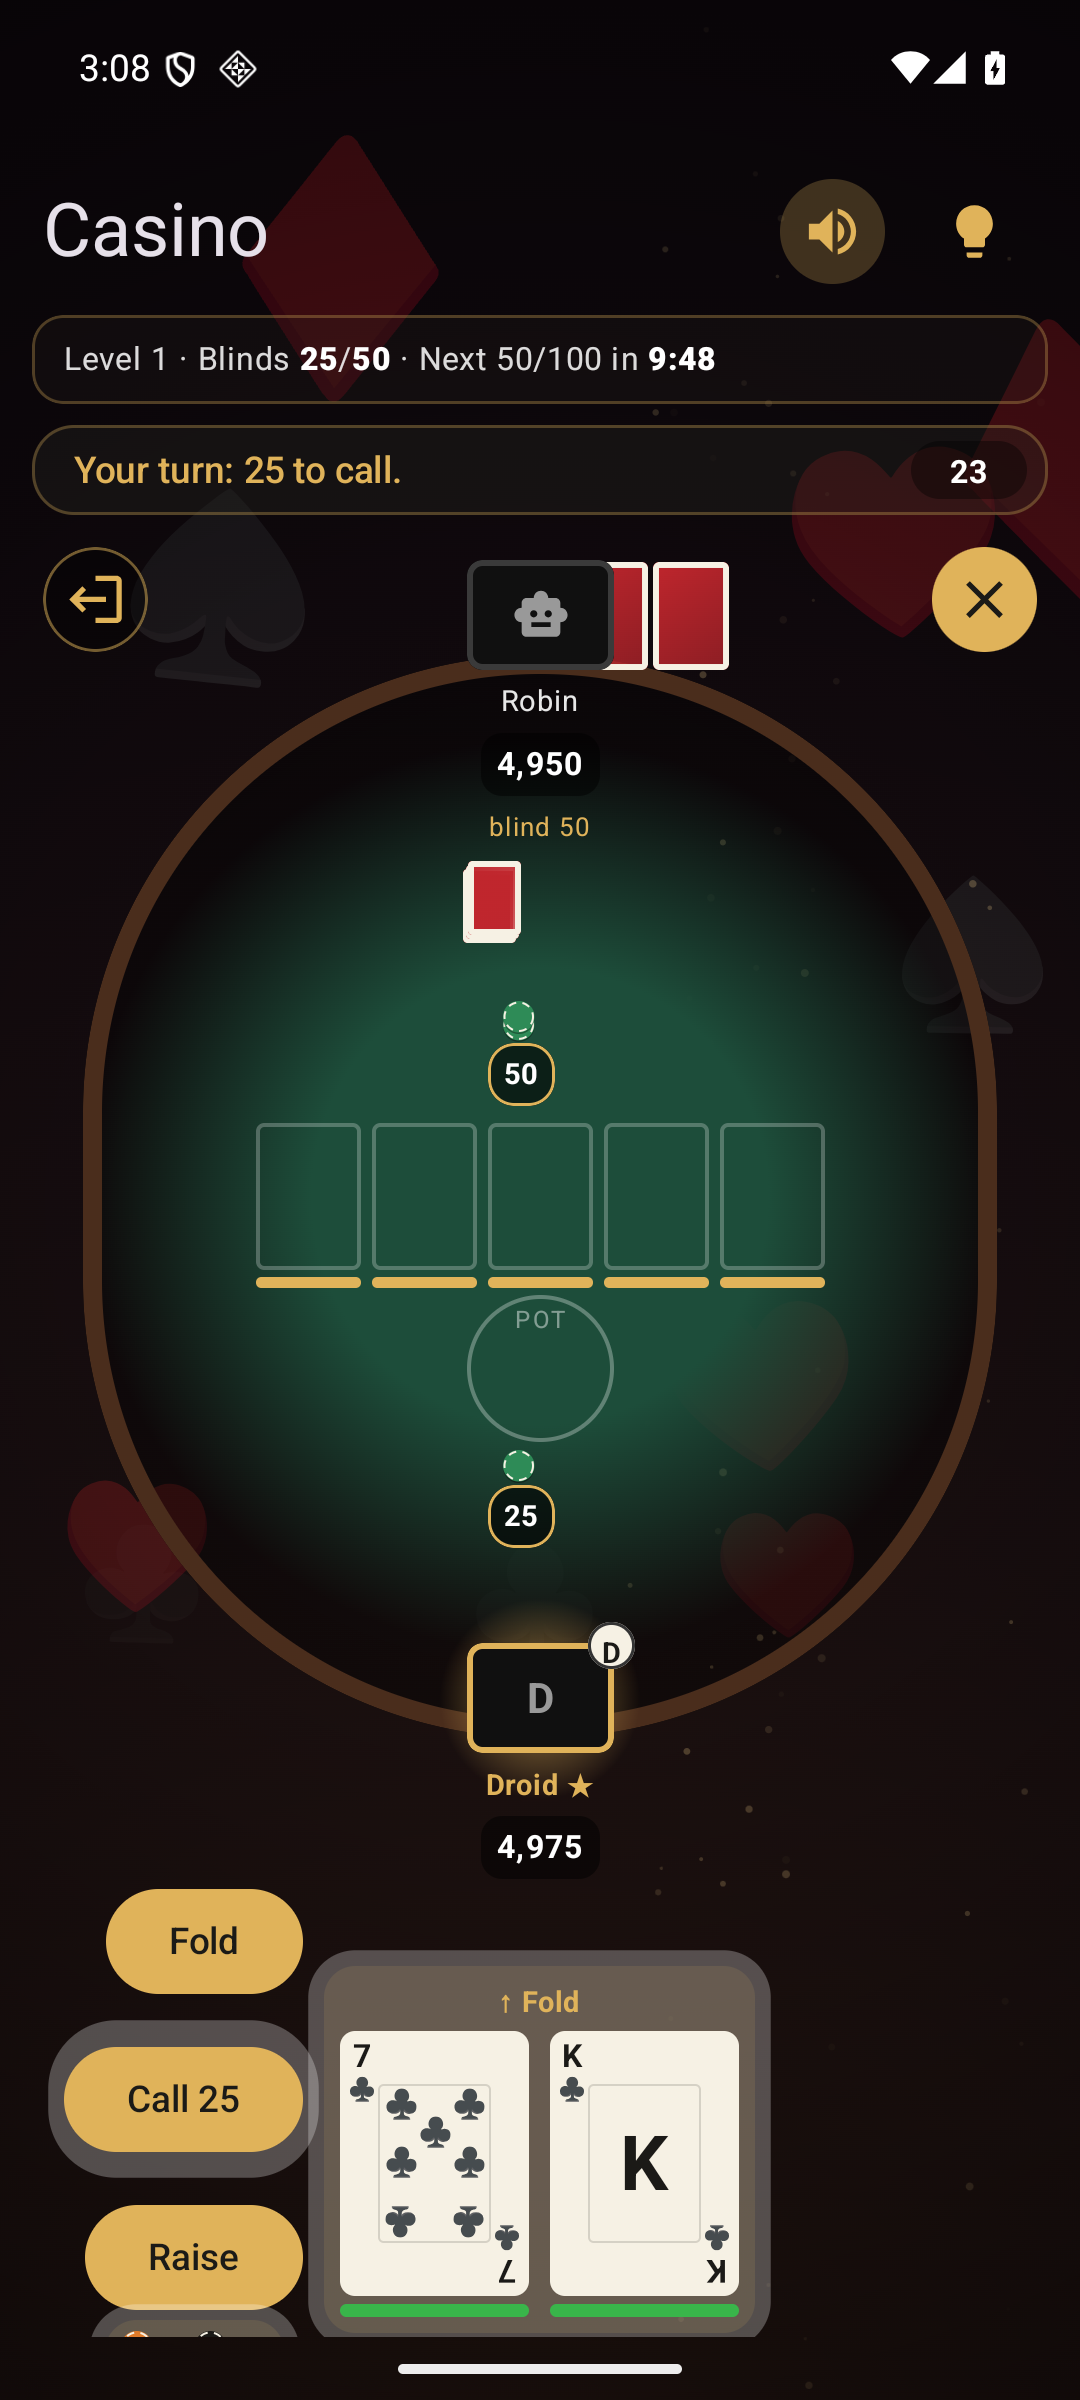 3:08
Casino
Level 1 · Blinds 25/50 · Next 50/100 in 9:48
Your turn: 25 to call.
23
Robin
4,950
blind 50
50
POT
25
D
D
Droid ★
4,975
Fold
↑ Fold
7
K
Call 25
K
7
K
Raise